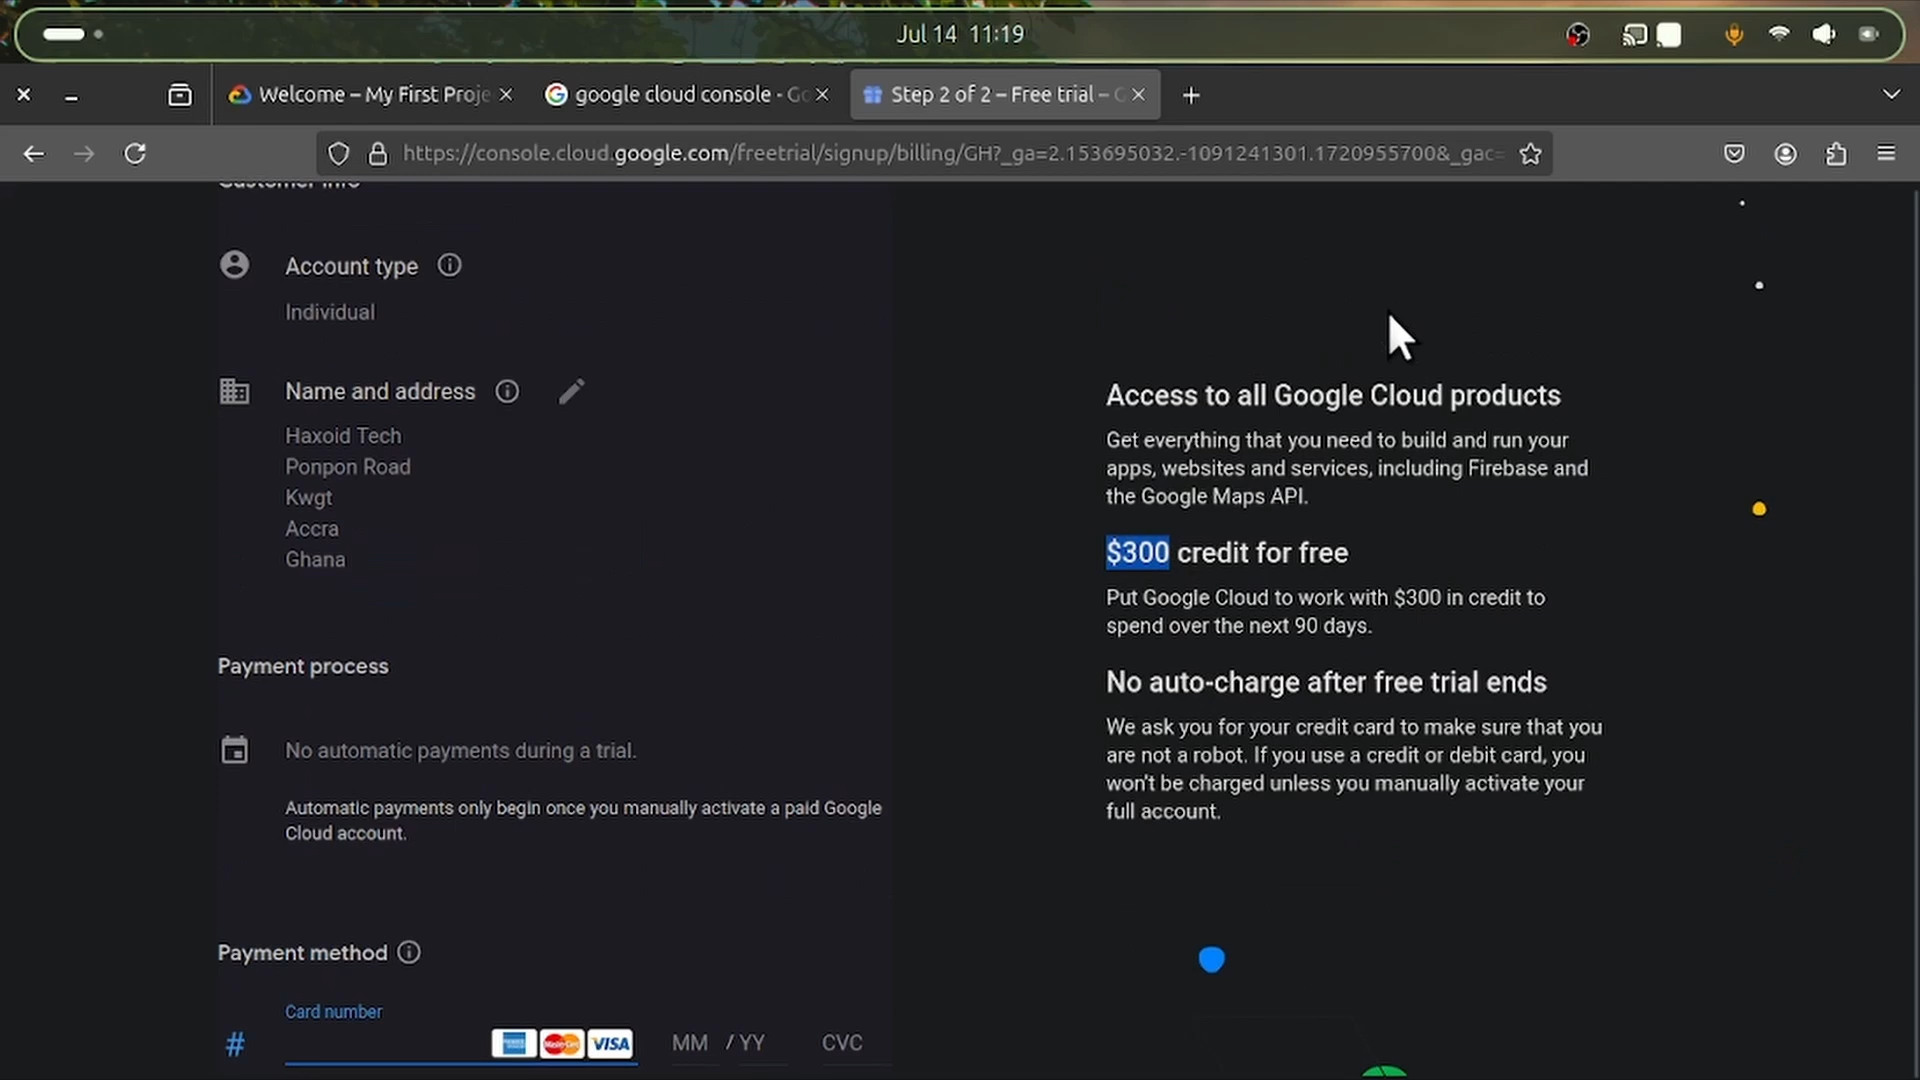 Jul 14 11:19
Welcome – My First Proje
google cloud console - Go
Step 2 of 2 – Free trial –
https://console.cloud.google.com/freetrial/signup/billing/GH?_ga=2.153695032.-1091241301.1720955700&_gac=
Customer info
Account type
Individual
Name and address
Haxoid Tech
Ponpon Road
Kwgt
Accra
Ghana
Payment process
No automatic payments during a trial.
Automatic payments only begin once you manually activate a paid Google
Cloud account.
Payment method
Card number
# VISA MM / YY CVC
Access to all Google Cloud products
Get everything that you need to build and run your
apps, websites and services, including Firebase and
the Google Maps API.
$300 credit for free
Put Google Cloud to work with $300 in credit to
spend over the next 90 days.
No auto-charge after free trial ends
We ask you for your credit card to make sure that you
are not a robot. If you use a credit or debit card, you
won't be charged unless you manually activate your
full account.